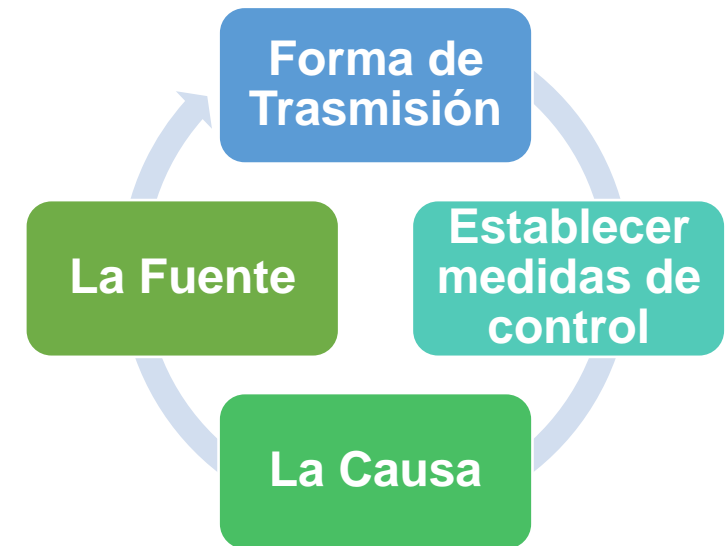 Forma de
Trasmisión
Establecer
medidas de
control
La Causa
La Fuente